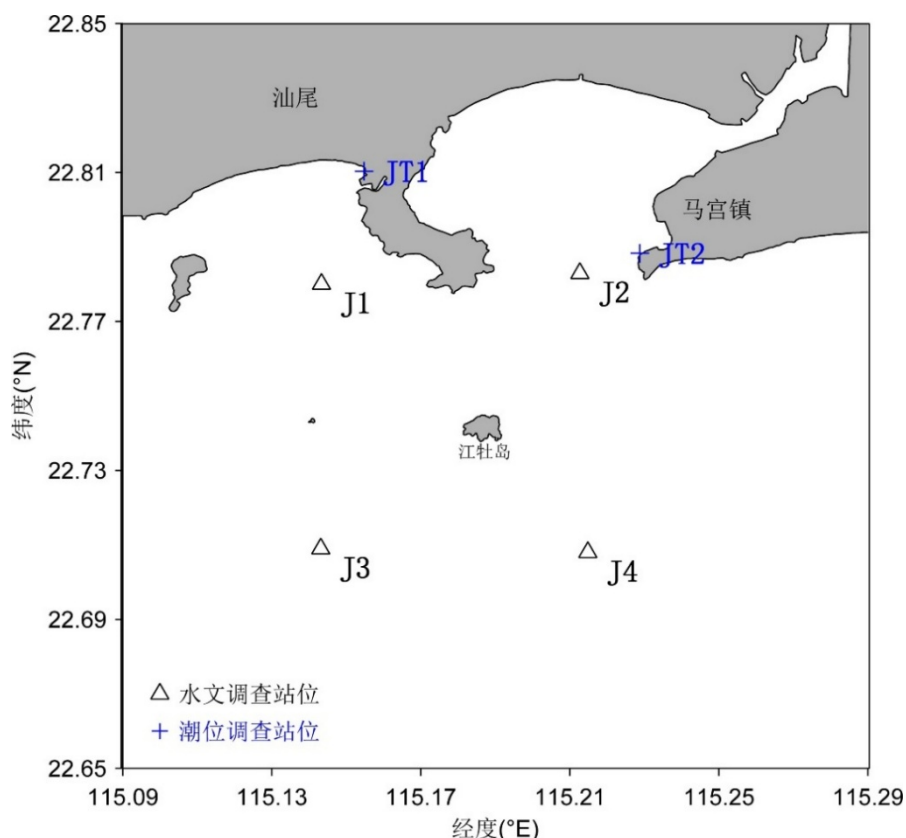 22.85
汕尾
22.81
JT1
马宫镇
JT2
J1
J2
22.77
纬度(°N)
江牡岛
22.73
J3
J4
22.69
水文调查站位
潮位调查站位
22.65
115.09
115.13
115.17
115.21
115.25
115.29
经度(°E)